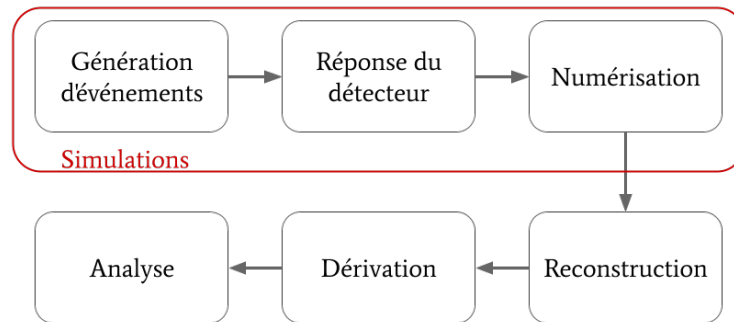 Génération
d'événements
Réponse du
détecteur
Numérisation
Simulations
Analyse
Dérivation
Reconstruction